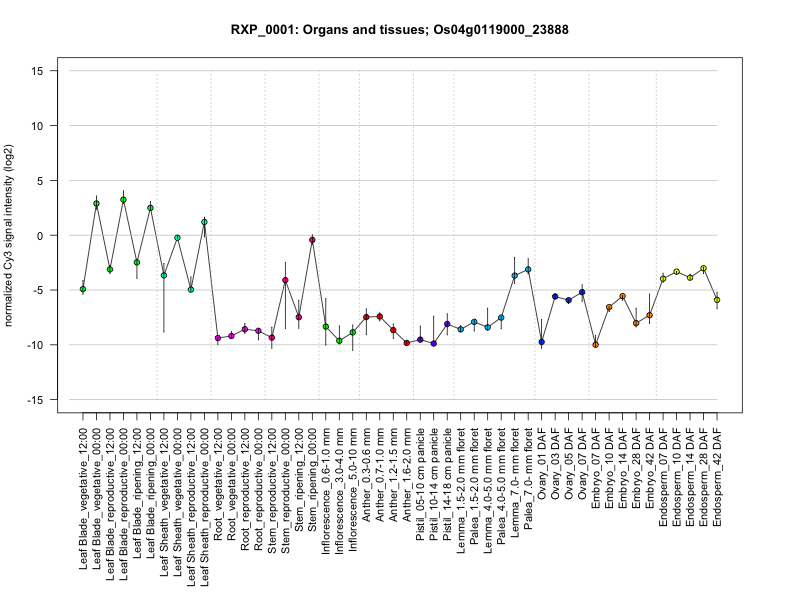 RXP_0001: Organs and tissues; Os04g0119000_23888
normalized Cy3 signal intensity (log2)
15
10
5
0
-5
-10
-15
Leaf Blade_vegetative_12:00
Leaf Blade_vegetative_00:00
Leaf Blade_reproductive_12:00
Leaf Blade_reproductive_00:00
Leaf Blade_ripening_12:00
Leaf Blade_ripening_00:00
Leaf Sheath_vegetative_12:00
Leaf Sheath_vegetative_00:00
Leaf Sheath_reproductive_12:00
Leaf Sheath_reproductive_00:00
Root_vegetative_12:00
Root_vegetative_00:00
Root_reproductive_12:00
Root_reproductive_00:00
Stem_reproductive_12:00
Stem_reproductive_00:00
Stem_ripening_12:00
Stem_ripening_00:00
Inflorescence_0.6-1.0 mm
Inflorescence_3.0-4.0 mm
Inflorescence_5.0-10 mm
Anther_0.3-0.6 mm
Anther_0.7-1.0 mm
Anther_1.2-1.5 mm
Anther_1.6-2.0 mm
Pistil_05-10 cm panicle
Pistil_10-14 cm panicle
Pistil_14-18 cm panicle
Lemma_1.5-2.0 mm floret
Palea_1.5-2.0 mm floret
Lemma_4.0-5.0 mm floret
Palea_4.0-5.0 mm floret
Lemma_7.0- mm floret
Palea_7.0- mm floret
Ovary_01 DAF
Ovary_03 DAF
Ovary_05 DAF
Ovary_07 DAF
Embryo_07 DAF
Embryo_10 DAF
Embryo_14 DAF
Embryo_28 DAF
Embryo_42 DAF
Endosperm_07 DAF
Endosperm_10 DAF
Endosperm_14 DAF
Endosperm_28 DAF
Endosperm_42 DAF